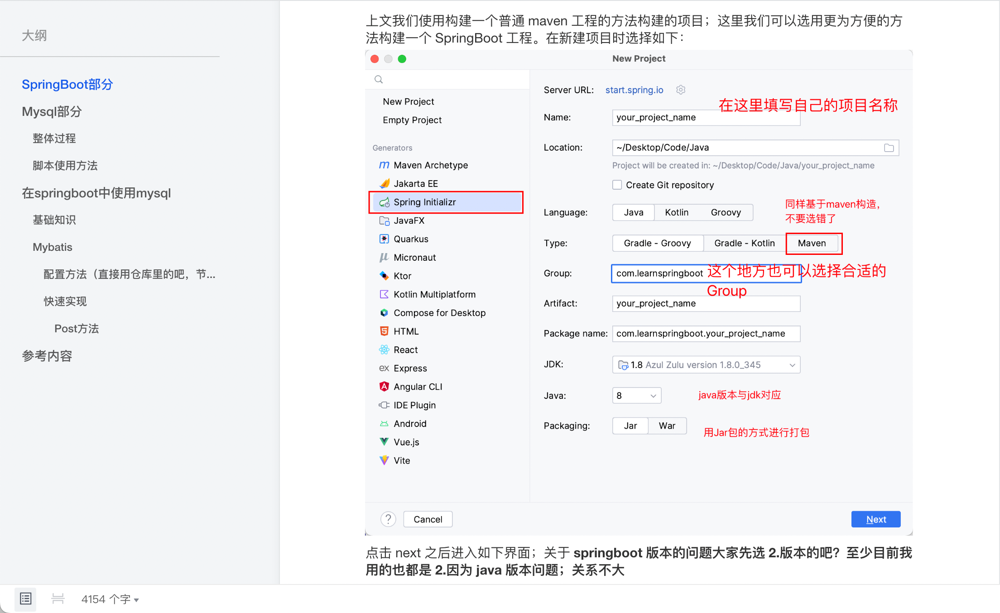 大纲
SpringBoot部分
Mysql部分
整体过程
脚本使用方法
在springboot中使用mysql
基础知识
Mybatis
配置方法（直接用仓库里的吧，节...
快速实现
Post方法
参考内容
上文我们使用构建一个普通 maven 工程的方法构建的项目；这里我们可以选用更为方便的方
法构建一个 SpringBoot 工程。在新建项目时选择如下：
New Project
New Project
Empty Project
Generators
Maven Archetype
Jakarta EE
Spring Initializr
JavaFX
Quarkus
Micronaut
Ktor
Kotlin Multiplatform
Compose for Desktop
HTML
React
ex Express
Angular CLI
IDE Plugin
Android
Vue.js
Vite
Server URL: start.spring.io
在这里填写自己的项目名称
Name: your_project_name
Location: ~/Desktop/Code/Java
Project will be created in: ~/Desktop/Code/Java/your_project_name
Create Git repository
同样基于maven构造，
不要选错了
Language: Java Kotlin Groovy
Type: Gradle - Groovy Gradle - Kotlin Maven
Group: com.learnspringboot 这个地方也可以选择合适的
Group
Artifact: your_project_name
Package name: com.learnspringboot.your_project_name
JDK: 1.8 Azul Zulu version 1.8.0_345
Java: 8 java版本与jdk对应
Packaging: Jar War 用Jar包的方式进行打包
? Cancel Next
点击 next 之后进入如下界面；关于 springboot 版本的问题大家先选 2.版本的吧？至少目前我
用的也都是 2.因为 java 版本问题；关系不大
4154 个字